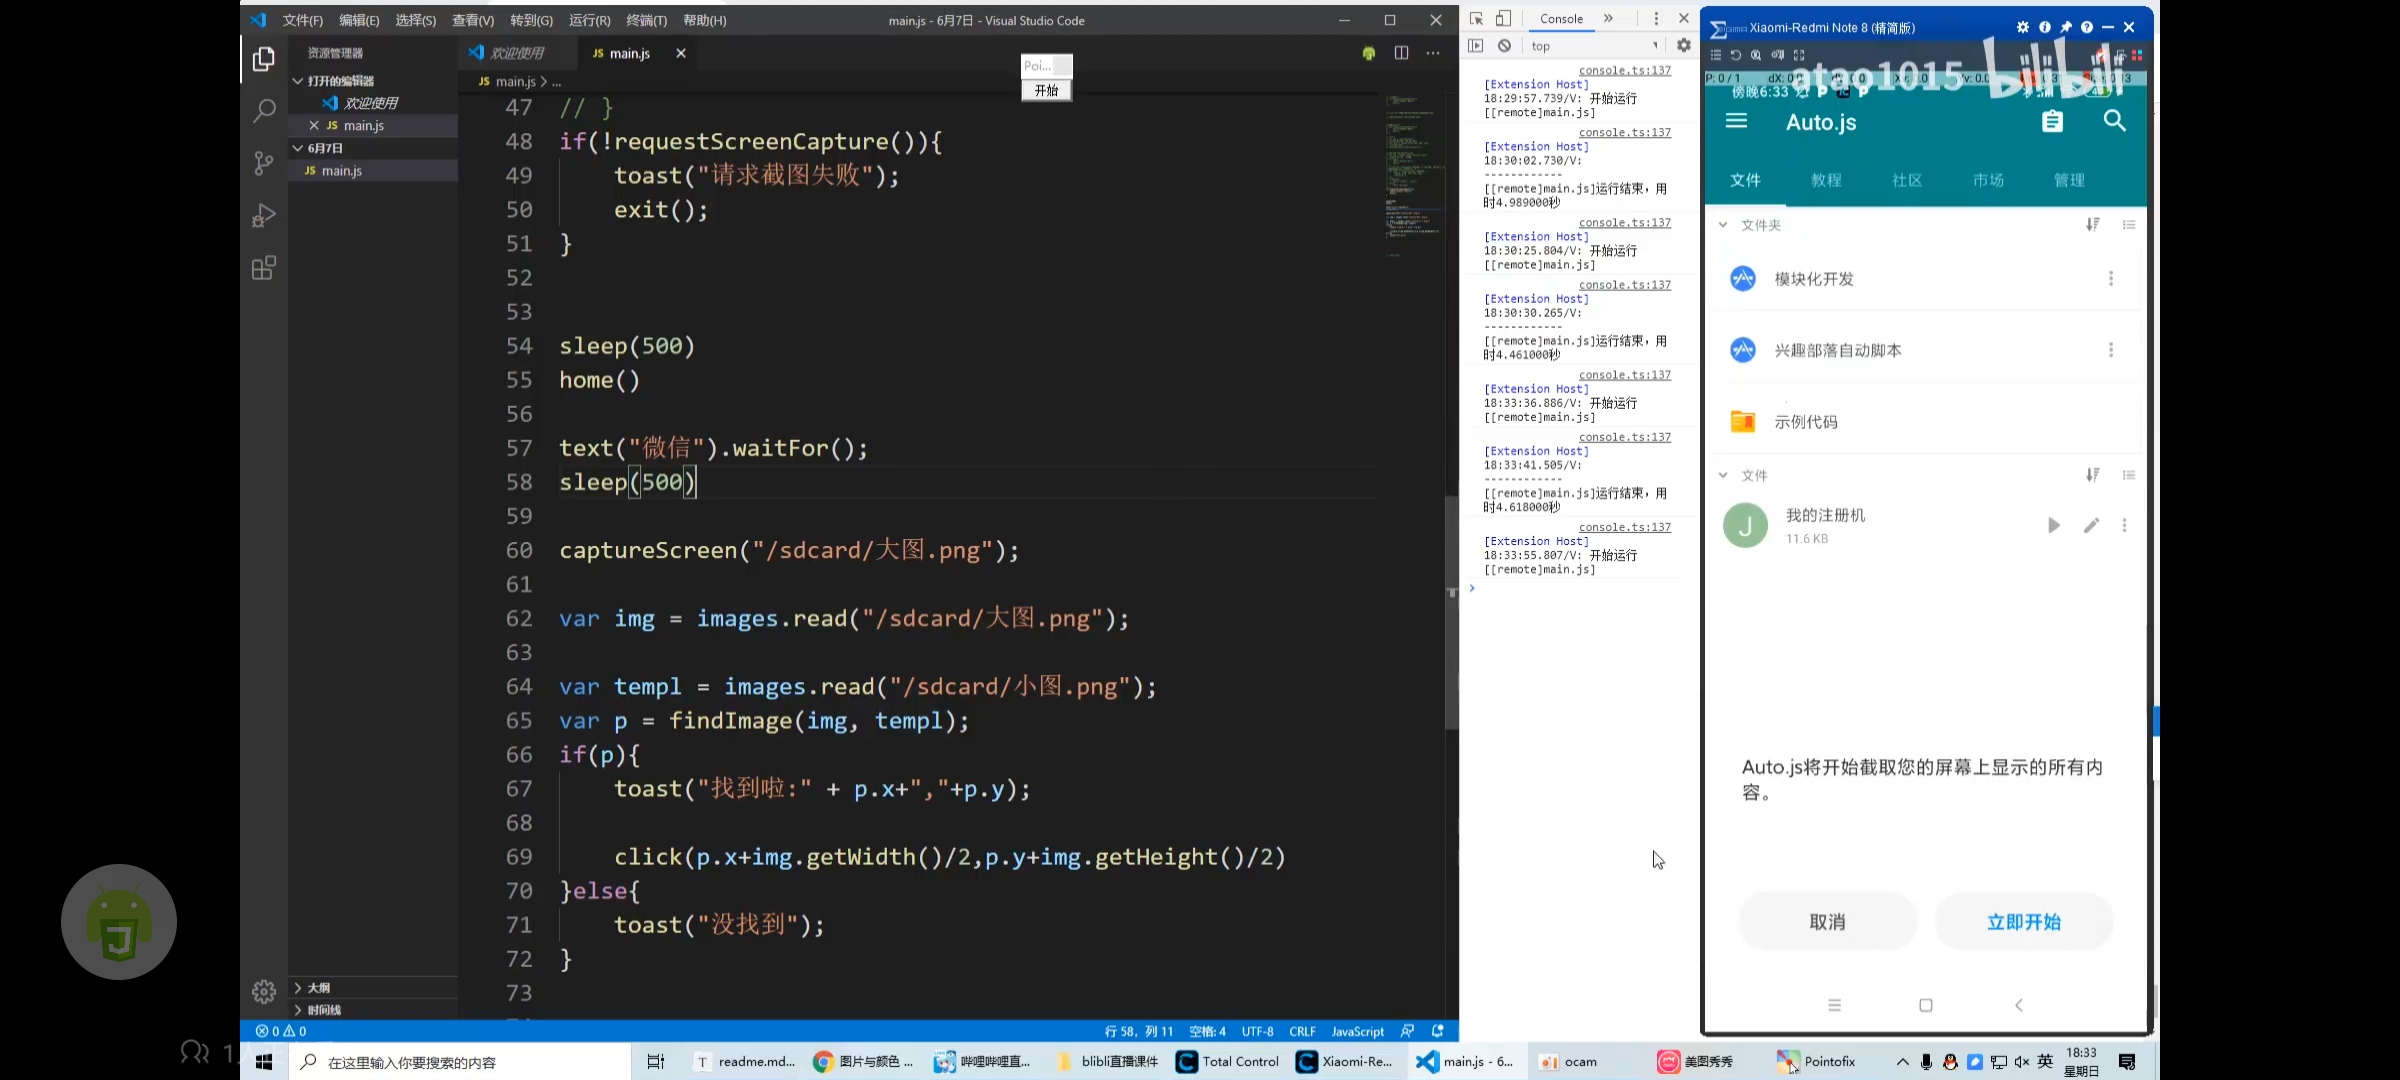 文件(F) 编辑(E) 选择(S) 查看(V) 转到(G) 运行(R) 终端(T) 帮助(H)
main.js - 6月7日 - Visual Studio Code
资源管理器
打开的编辑器
欢迎使用
JS main.js
6月7日
JS main.js
大纲
时间线
欢迎使用
JS main.js
JS main.js > ...
Poi...
开始
47 // }
48 if(!requestScreenCapture()){
49 toast("请求截图失败");
50 exit();
51 }
52
53
54 sleep(500)
55 home()
56
57 text("微信").waitFor();
58 sleep(500)
59
60 captureScreen("/sdcard/大图.png");
61
62 var img = images.read("/sdcard/大图.png");
63
64 var templ = images.read("/sdcard/小图.png");
65 var p = findImage(img, templ);
66 if(p){
67 toast("找到啦:" + p.x+","+p.y);
68
69 click(p.x+img.getWidth()/2,p.y+img.getHeight()/2)
70 }else{
71 toast("没找到");
72 }
73
0 0
行 58，列 11 空格: 4 UTF-8 CRLF JavaScript
Console
top
console.ts:137
[Extension Host]
18:29:57.739/V: 开始运行
[[remote]main.js]
console.ts:137
[Extension Host]
18:30:02.730/V:
------------
[[remote]main.js]运行结束，用
时4.989000秒
console.ts:137
[Extension Host]
18:30:25.804/V: 开始运行
[[remote]main.js]
console.ts:137
[Extension Host]
18:30:30.265/V:
------------
[[remote]main.js]运行结束，用
时4.461000秒
console.ts:137
[Extension Host]
18:33:36.886/V: 开始运行
[[remote]main.js]
console.ts:137
[Extension Host]
18:33:41.505/V:
------------
[[remote]main.js]运行结束，用
时4.618000秒
console.ts:137
[Extension Host]
18:33:55.807/V: 开始运行
[[remote]main.js]
Xiaomi-Redmi Note 8 (精简版)
atao1015 bilibili
P: 0 / 1
傍晚6:33
Auto.js
文件 教程 社区 市场 管理
文件夹
模块化开发
兴趣部落自动脚本
示例代码
文件
J
我的注册机
11.6 KB
Auto.js将开始截取您的屏幕上显示的所有内
容。
取消 立即开始
在这里输入你要搜索的内容
readme.md...
图片与颜色 ...
哔哩哔哩直...
blibli直播课件
Total Control
Xiaomi-Re...
main.js - 6...
ocam
美图秀秀
Pointofix
英
18:33
星期日